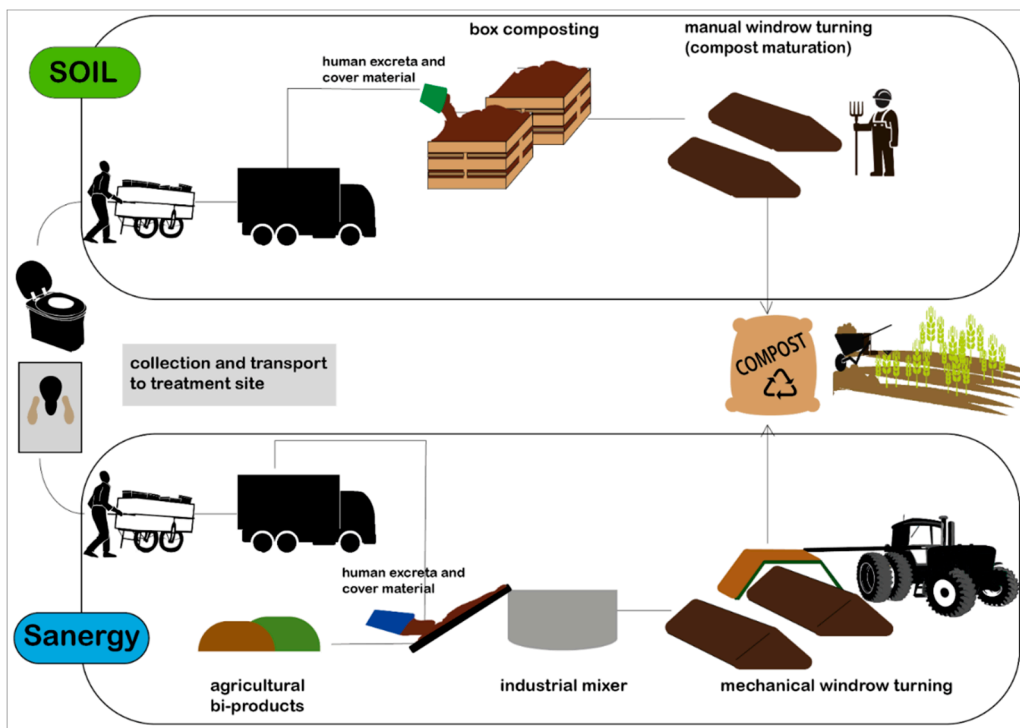 SOIL
box composting
manual windrow turning
(compost maturation)
human excreta and
cover material
collection and transport
to treatment site
COMPOST
Sanergy
human excreta and
cover material
agricultural
bi-products
industrial mixer
mechanical windrow turning